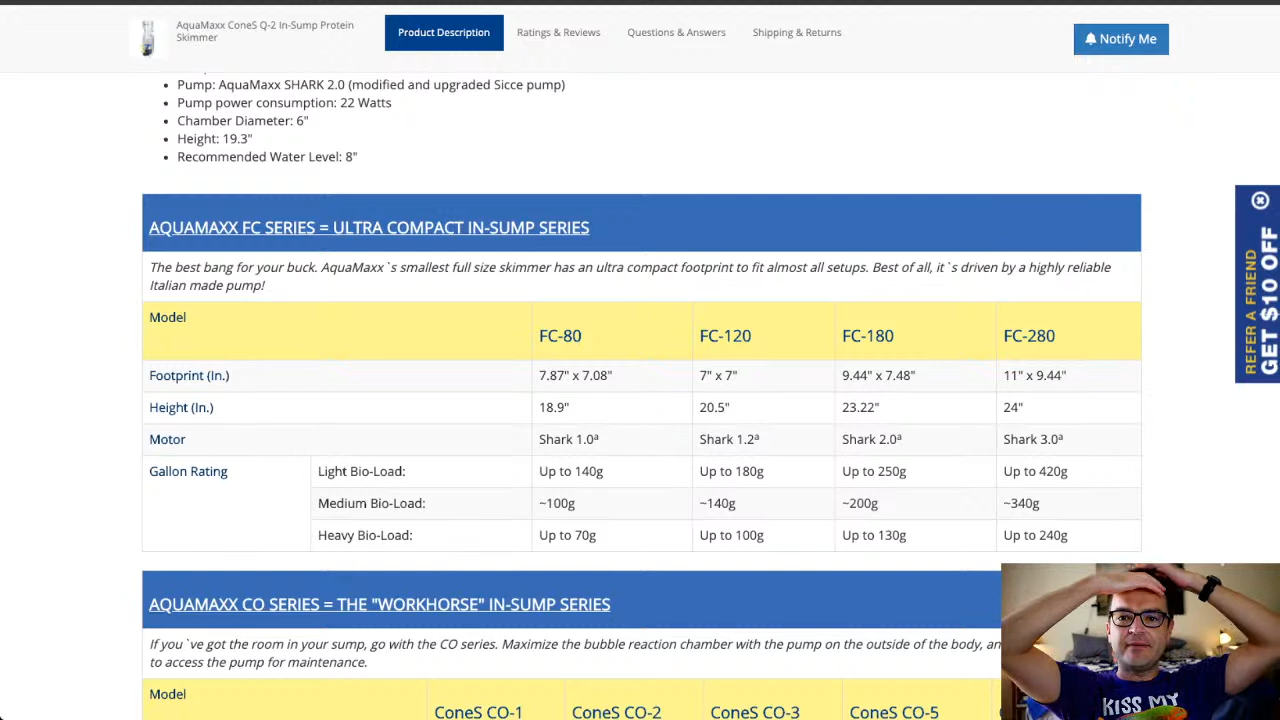 AquaMaxx ConeS Q-2 In-Sump Protein
Skimmer
Product Description
Ratings & Reviews
Questions & Answers
Shipping & Returns
Notify Me
Pump: AquaMaxx SHARK 2.0 (modified and upgraded Sicce pump)
Pump power consumption: 22 Watts
Chamber Diameter: 6"
Height: 19.3"
Recommended Water Level: 8"
REFER A FRIEND
GET $10 OFF
AQUAMAXX FC SERIES = ULTRA COMPACT IN-SUMP SERIES
The best bang for your buck. AquaMaxx `s smallest full size skimmer has an ultra compact footprint to fit almost all setups. Best of all, it `s driven by a highly reliable
Italian made pump!
Model FC-80 FC-120 FC-180 FC-280
Footprint (In.) 7.87" x 7.08" 7" x 7" 9.44" x 7.48" 11" x 9.44"
Height (In.) 18.9" 20.5" 23.22" 24"
Motor Shark 1.0ª Shark 1.2ª Shark 2.0ª Shark 3.0ª
Gallon Rating Light Bio-Load: Up to 140g Up to 180g Up to 250g Up to 420g
Medium Bio-Load: ~100g ~140g ~200g ~340g
Heavy Bio-Load: Up to 70g Up to 100g Up to 130g Up to 240g
AQUAMAXX CO SERIES = THE "WORKHORSE" IN-SUMP SERIES
If you `ve got the room in your sump, go with the CO series. Maximize the bubble reaction chamber with the pump on the outside of the body, an
to access the pump for maintenance.
Model ConeS CO-1 ConeS CO-2 ConeS CO-3 ConeS CO-5
KISS MY